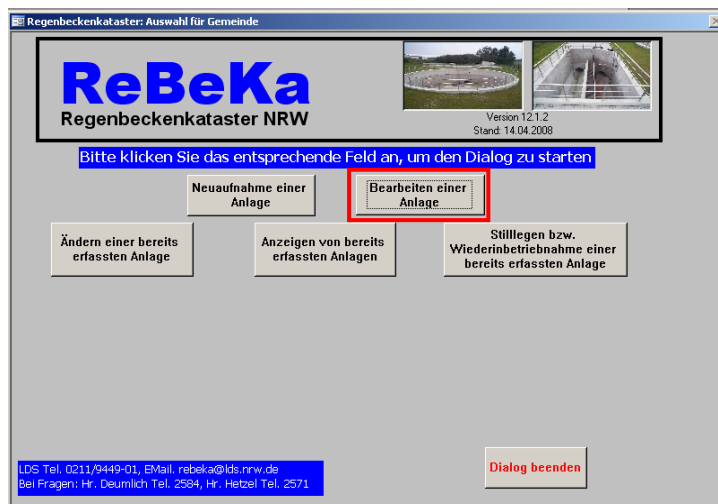 Regenbeckenkataster: Auswahl für Gemeinde
ReBeKa
Regenbeckenkataster NRW
Version 12.1.2
Stand: 14.04.2008
Bitte klicken Sie das entsprechende Feld an, um den Dialog zu starten
Neuaufnahme einer
Anlage
Bearbeiten einer
Anlage
Ändern einer bereits
erfassten Anlage
Anzeigen von bereits
erfassten Anlagen
Stilllegen bzw.
Wiederinbetriebnahme einer
bereits erfassten Anlage
LDS Tel. 0211/9449-01, EMail. rebeka@lds.nrw.de
Bei Fragen: Hr. Deumlich Tel. 2584, Hr. Hetzel Tel. 2571
Dialog beenden